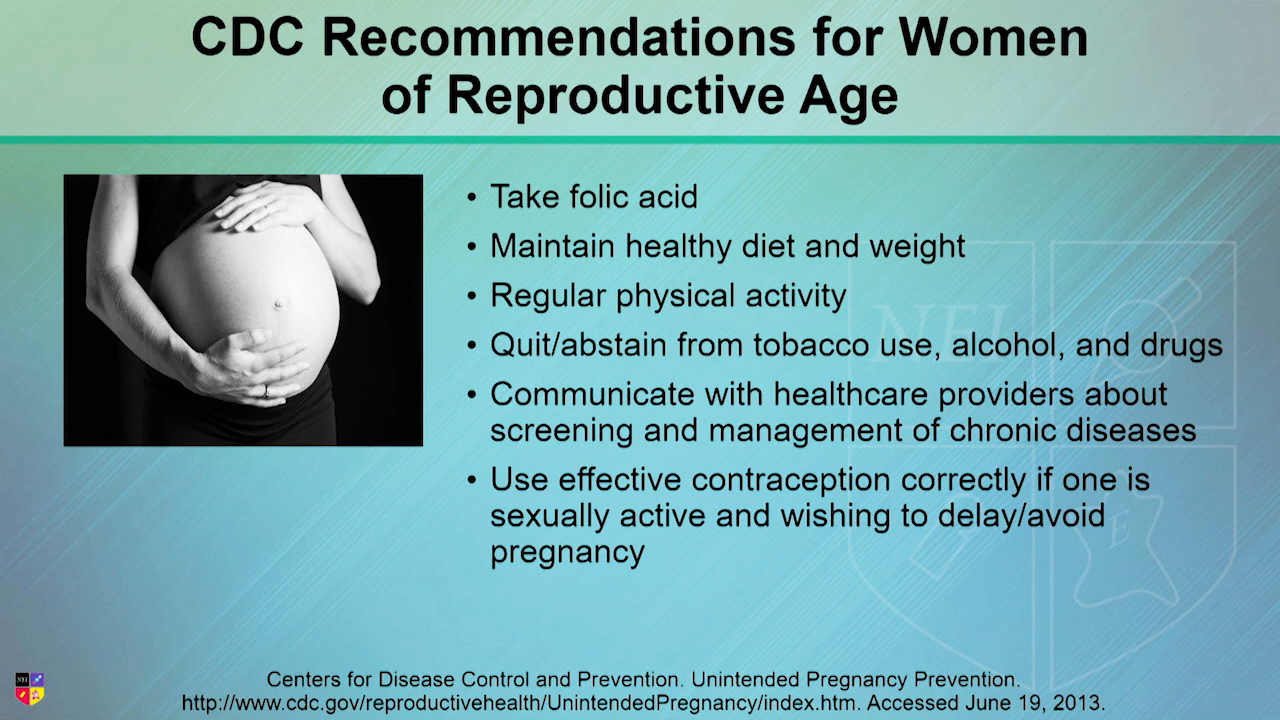 CDC Recommendations for Women
of Reproductive Age
• Take folic acid
• Maintain healthy diet and weight
• Regular physical activity
• Quit/abstain from tobacco use, alcohol, and drugs
• Communicate with healthcare providers about
screening and management of chronic diseases
• Use effective contraception correctly if one is
sexually active and wishing to delay/avoid
pregnancy
NEI
E
Centers for Disease Control and Prevention. Unintended Pregnancy Prevention.
http://www.cdc.gov/reproductivehealth/UnintendedPregnancy/index.htm. Accessed June 19, 2013.
NEI